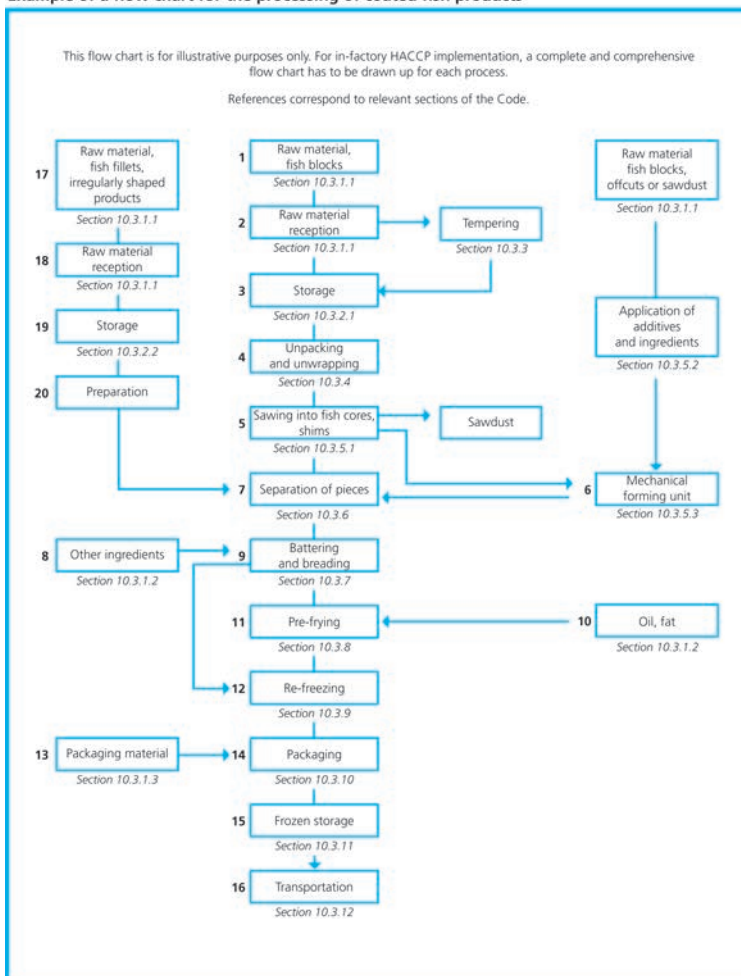 Example of a flow chart for the processing of coated fish products
This flow chart is for illustrative purposes only. For in-factory HACCP implementation, a complete and comprehensive
flow chart has to be drawn up for each process.
References correspond to relevant sections of the Code.
17
Raw material,
fish fillets,
irregularly shaped
products
Section 10.3.1.1
18
Raw material
reception
Section 10.3.1.1
19
Storage
Section 10.3.2.2
20
Preparation
1
Raw material,
fish blocks
Section 10.3.1.1
2
Raw material
reception
Section 10.3.1.1
Tempering
Section 10.3.3
3
Storage
Section 10.3.2.1
4
Unpacking
and unwrapping
Section 10.3.4
5
Sawing into fish cores,
shims
Section 10.3.5.1
Sawdust
Raw material
fish blocks,
offcuts or sawdust
Section 10.3.1.1
Application of
additives
and ingredients
Section 10.3.5.2
6
Mechanical
forming unit
Section 10.3.5.3
7
Separation of pieces
Section 10.3.6
8
Other ingredients
Section 10.3.1.2
9
Battering
and breading
Section 10.3.7
11
Pre-frying
Section 10.3.8
10
Oil, fat
Section 10.3.1.2
12
Re-freezing
Section 10.3.9
13
Packaging material
Section 10.3.1.3
14
Packaging
Section 10.3.10
15
Frozen storage
Section 10.3.11
16
Transportation
Section 10.3.12